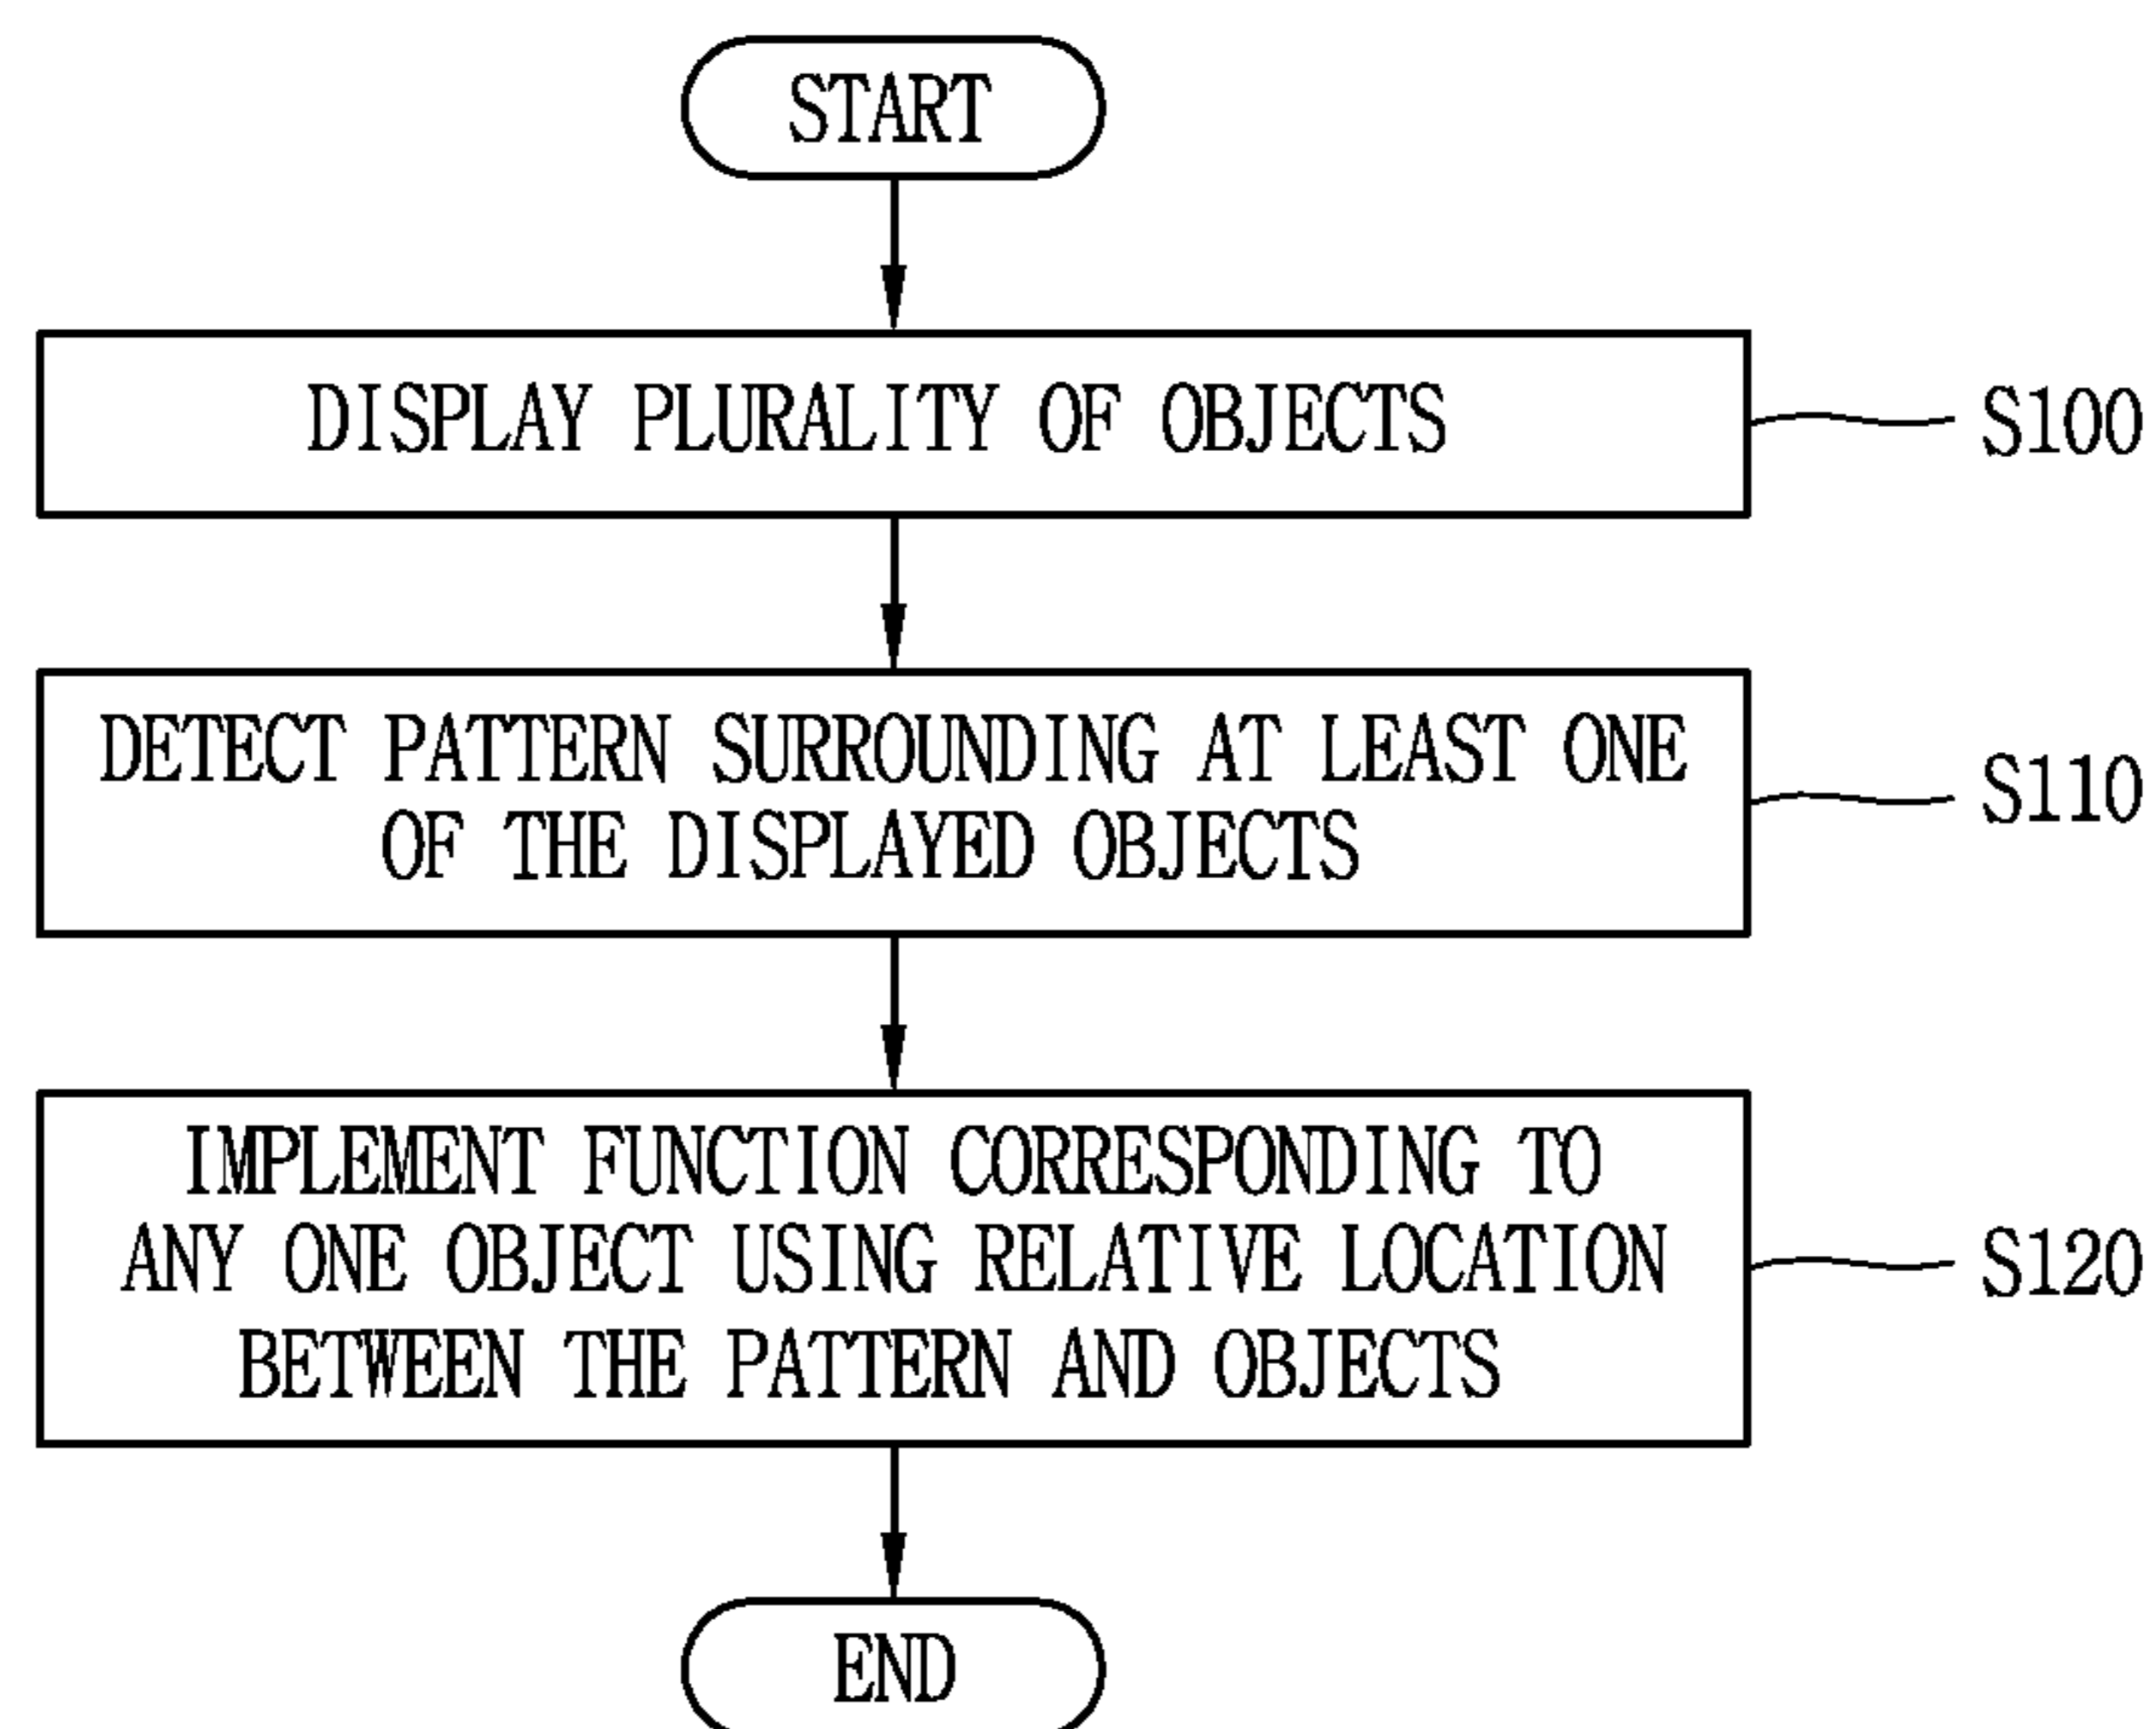 START
DISPLAY PLURALITY OF OBJECTS
S100
DETECT PATTERN SURROUNDING AT LEAST ONE
OF THE DISPLAYED OBJECTS
S110
IMPLEMENT FUNCTION CORRESPONDING TO
ANY ONE OBJECT USING RELATIVE LOCATION
BETWEEN THE PATTERN AND OBJECTS
S120
END